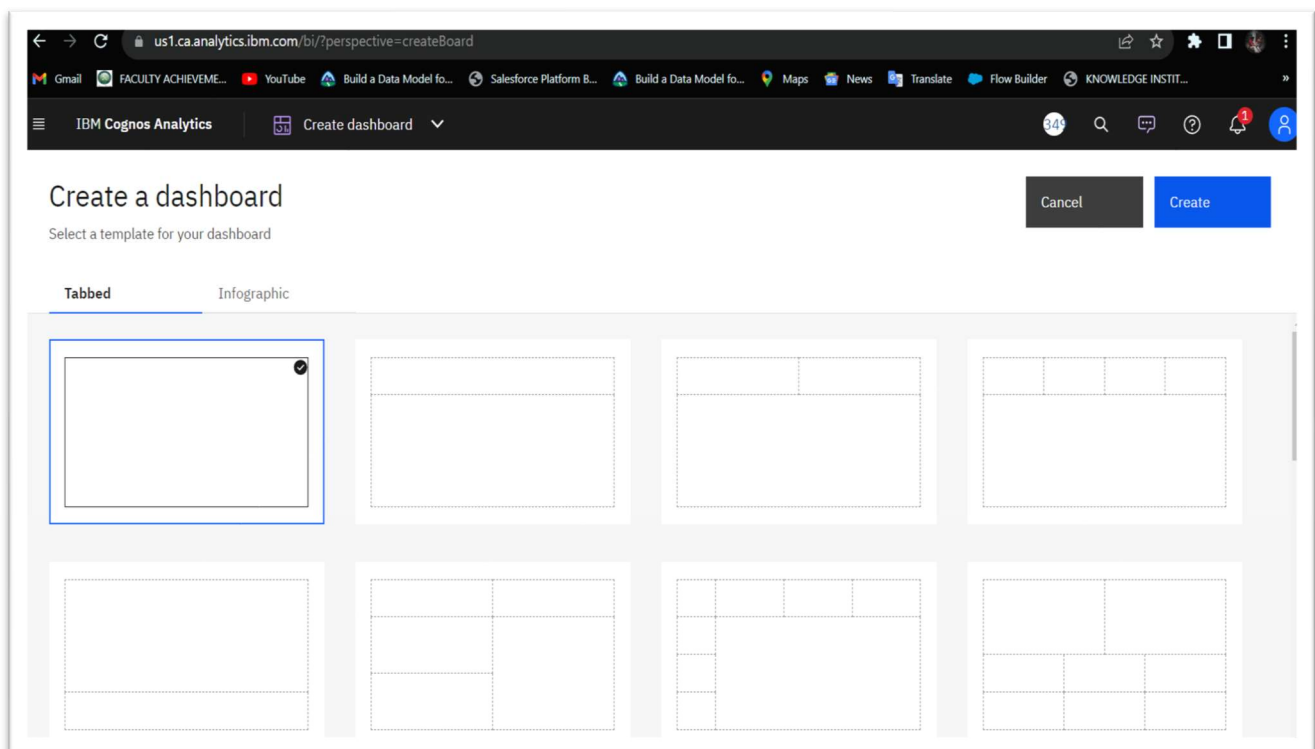 us1.ca.analytics.ibm.com/bi/?perspective=createBoard
Gmail FACULTY ACHIEVEME... YouTube Build a Data Model fo... Salesforce Platform B... Build a Data Model fo... Maps News Translate Flow Builder KNOWLEDGE INSTIT... »
IBM Cognos Analytics Create dashboard 349 1
Create a dashboard
Cancel Create
Select a template for your dashboard
Tabbed Infographic